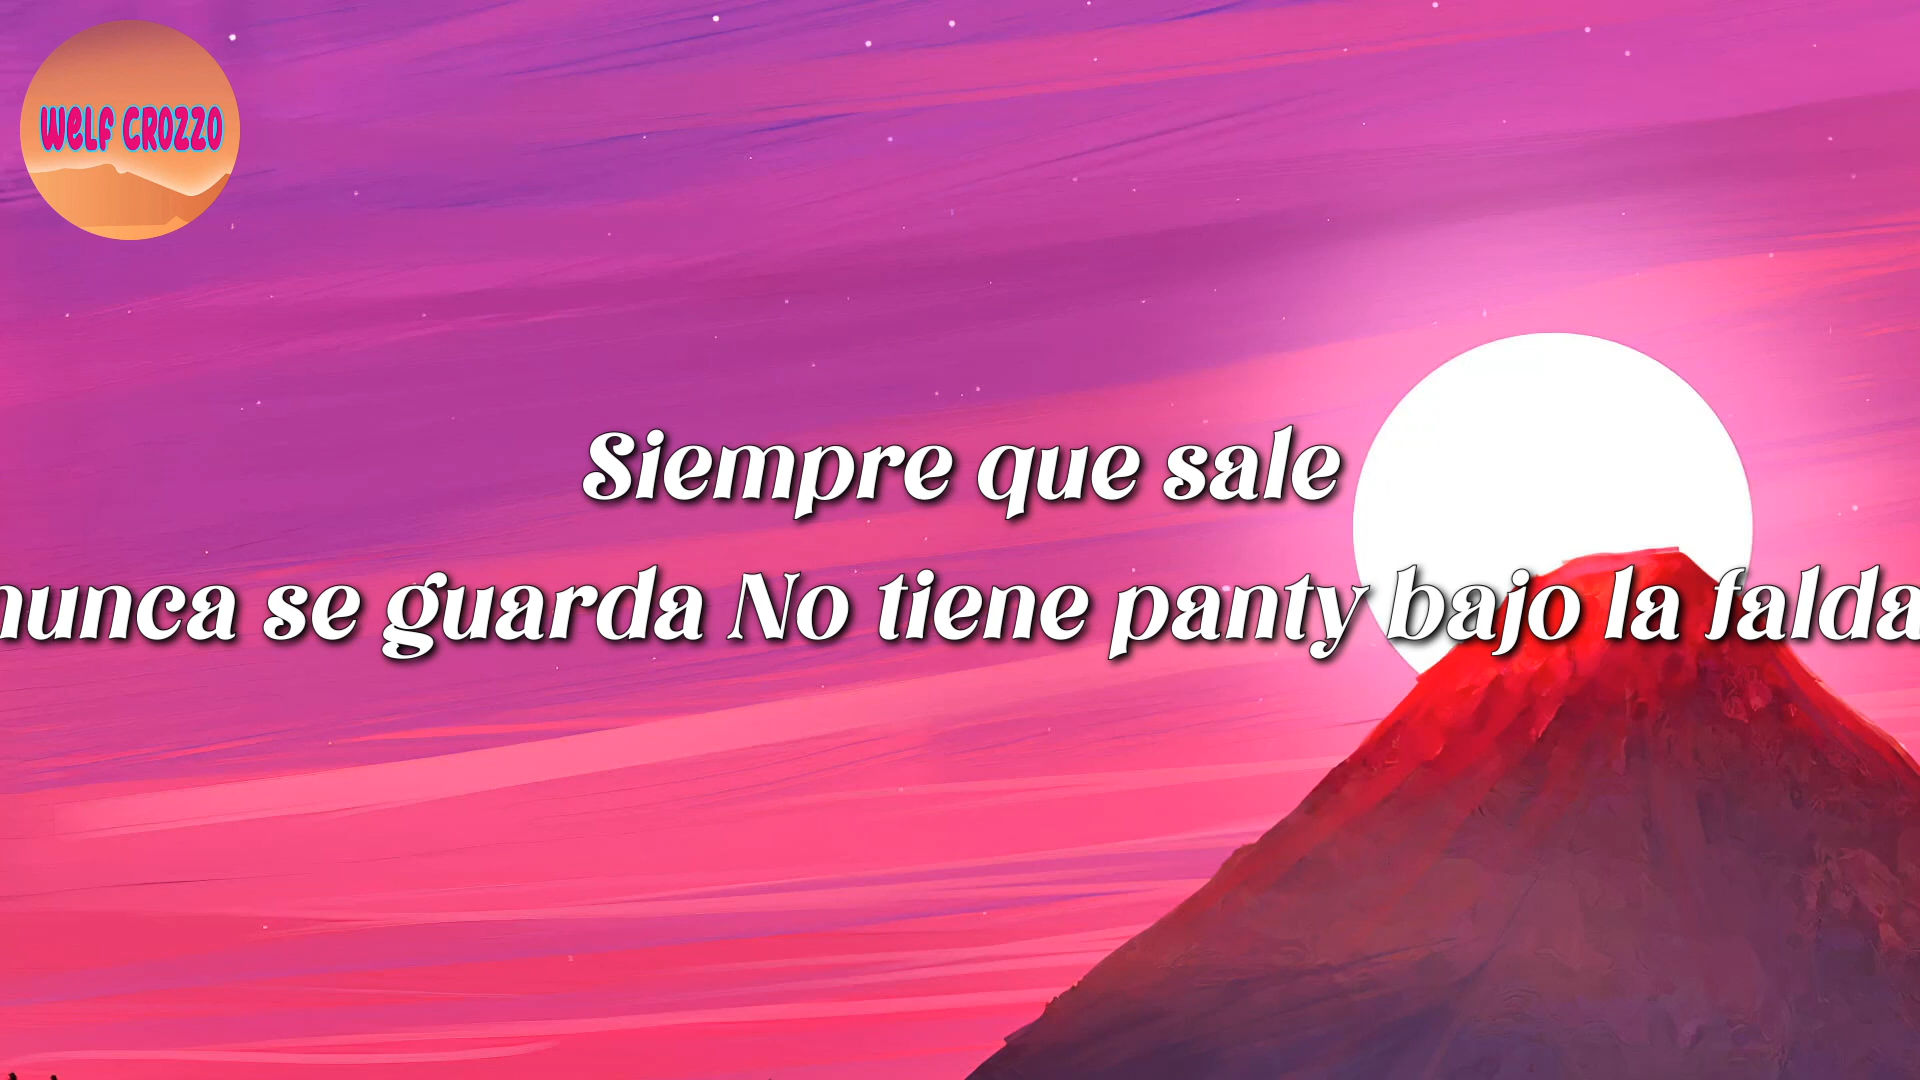 WELF CROZZO
Siempre que sale
nunca se guarda No tiene panty bajo la falda